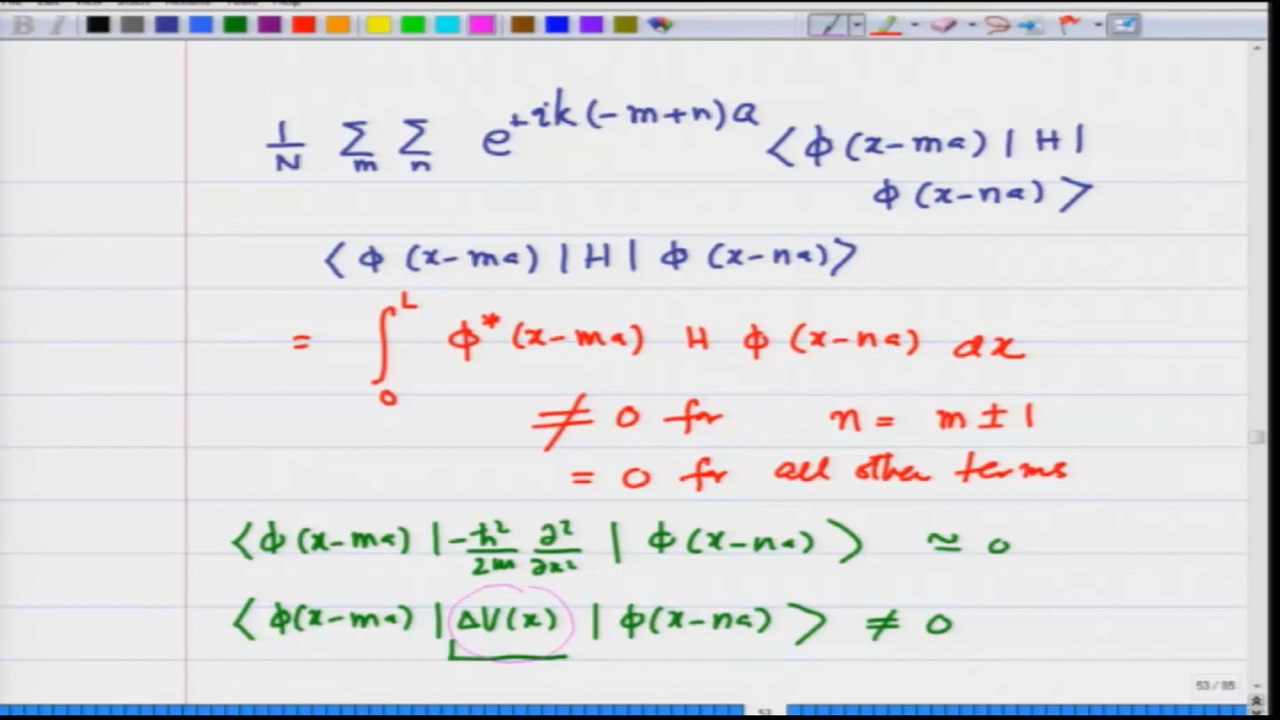 1/N Σ_m Σ_n e^{+ik(-m+n)a} ⟨ϕ(x-ma) | H |
ϕ(x-na)⟩
⟨ϕ(x-ma) | H | ϕ(x-na)⟩
= ∫_0^L ϕ*(x-ma) H ϕ(x-na) dx
≠ 0 for n = m ± 1
= 0 fr all other terms
⟨ϕ(x-ma) | -ħ²/2m ∂²/∂x² | ϕ(x-na)⟩ ≈ 0
⟨ϕ(x-ma) | ΔV(x) | ϕ(x-na)⟩ ≠ 0
53 / 85